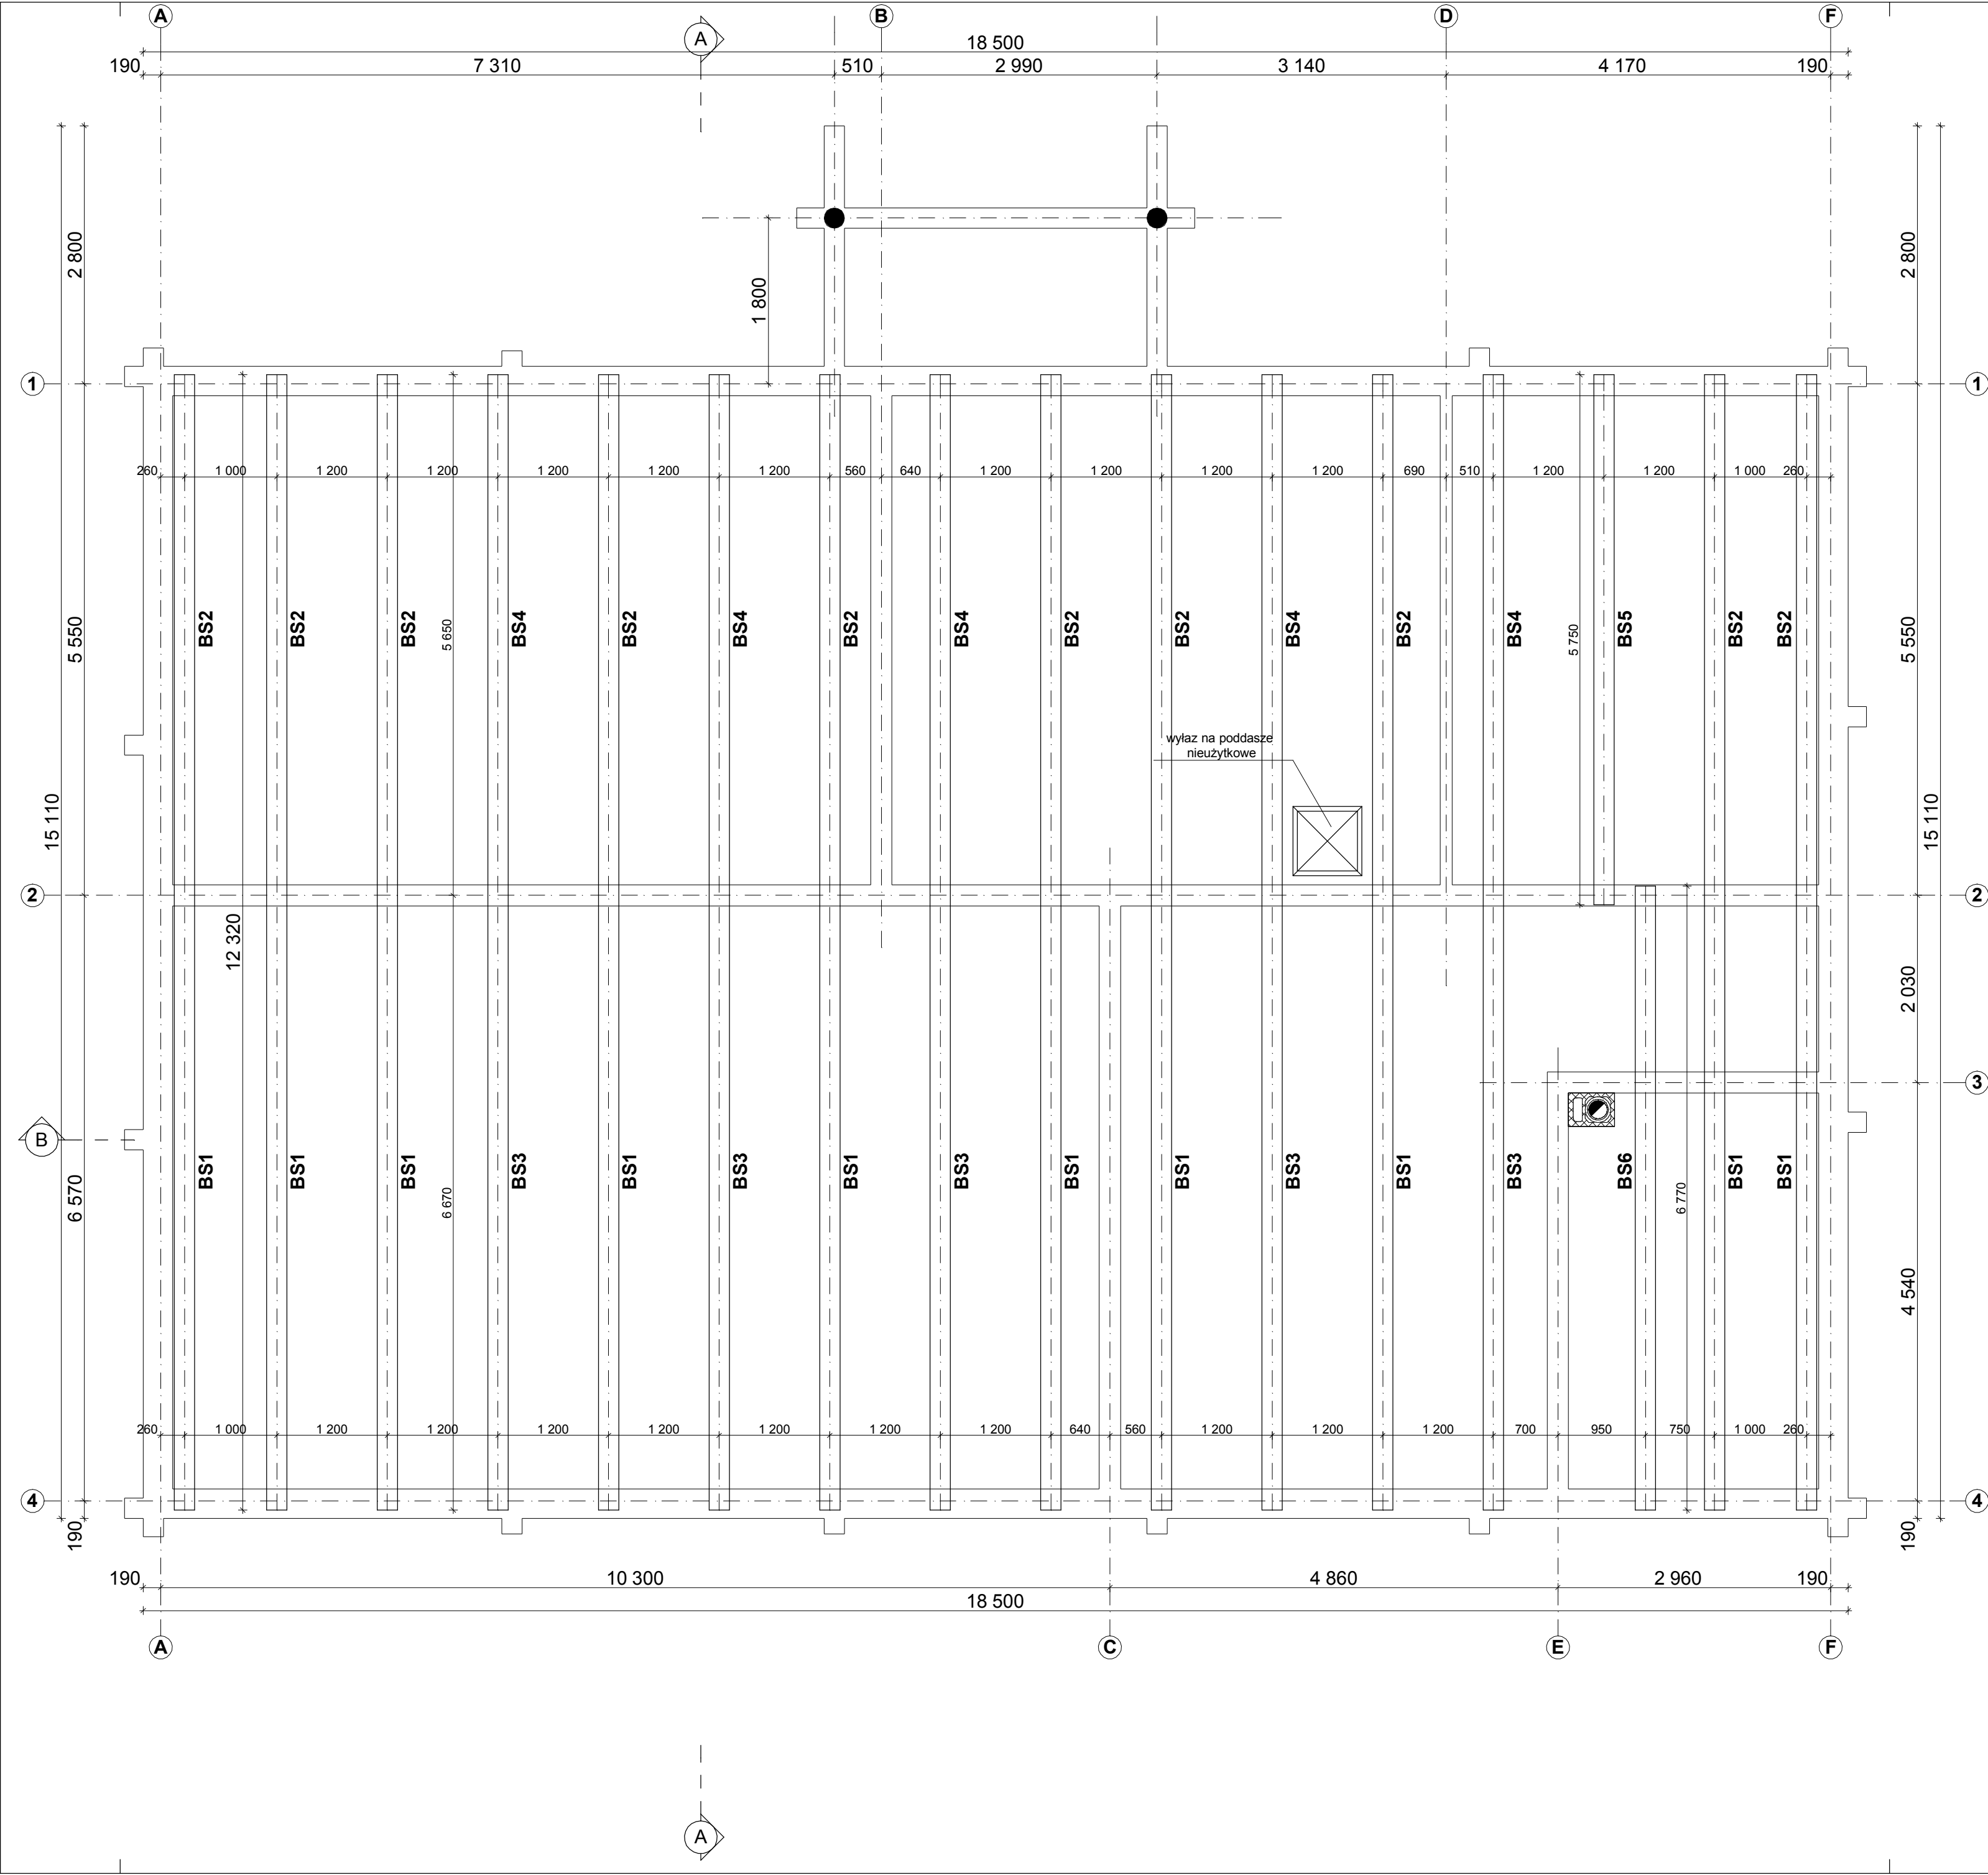 A B D F
A
18 500
190 7 310 510 2 990 3 140 4 170 190
2 800 2 800
1 800
1 1
260 1 000 1 200 1 200 1 200 1 200 1 200 560 640 1 200 1 200 1 200 1 200 690 510 1 200 1 200 1 000 260
5 550 BS2 BS2 BS2 5 650 BS4 BS2 BS4 BS2 BS4 BS2 BS2 BS4 BS2 BS4 5 750 BS5 BS2 BS2 5 550
wyłaz na poddasze
nieużytkowe
15 110 15 110
2 2
12 320 2 030
3
B
6 570 BS1 BS1 BS1 6 670 BS3 BS1 BS3 BS1 BS3 BS1 BS1 BS3 BS1 BS3 BS6 6 770 BS1 BS1
4 540
260 1 000 1 200 1 200 1 200 1 200 1 200 1 200 1 200 640 560 1 200 1 200 1 200 700 950 750 1 000 260
4 4
190 190
190 10 300 4 860 2 960 190
18 500
A C E F
A